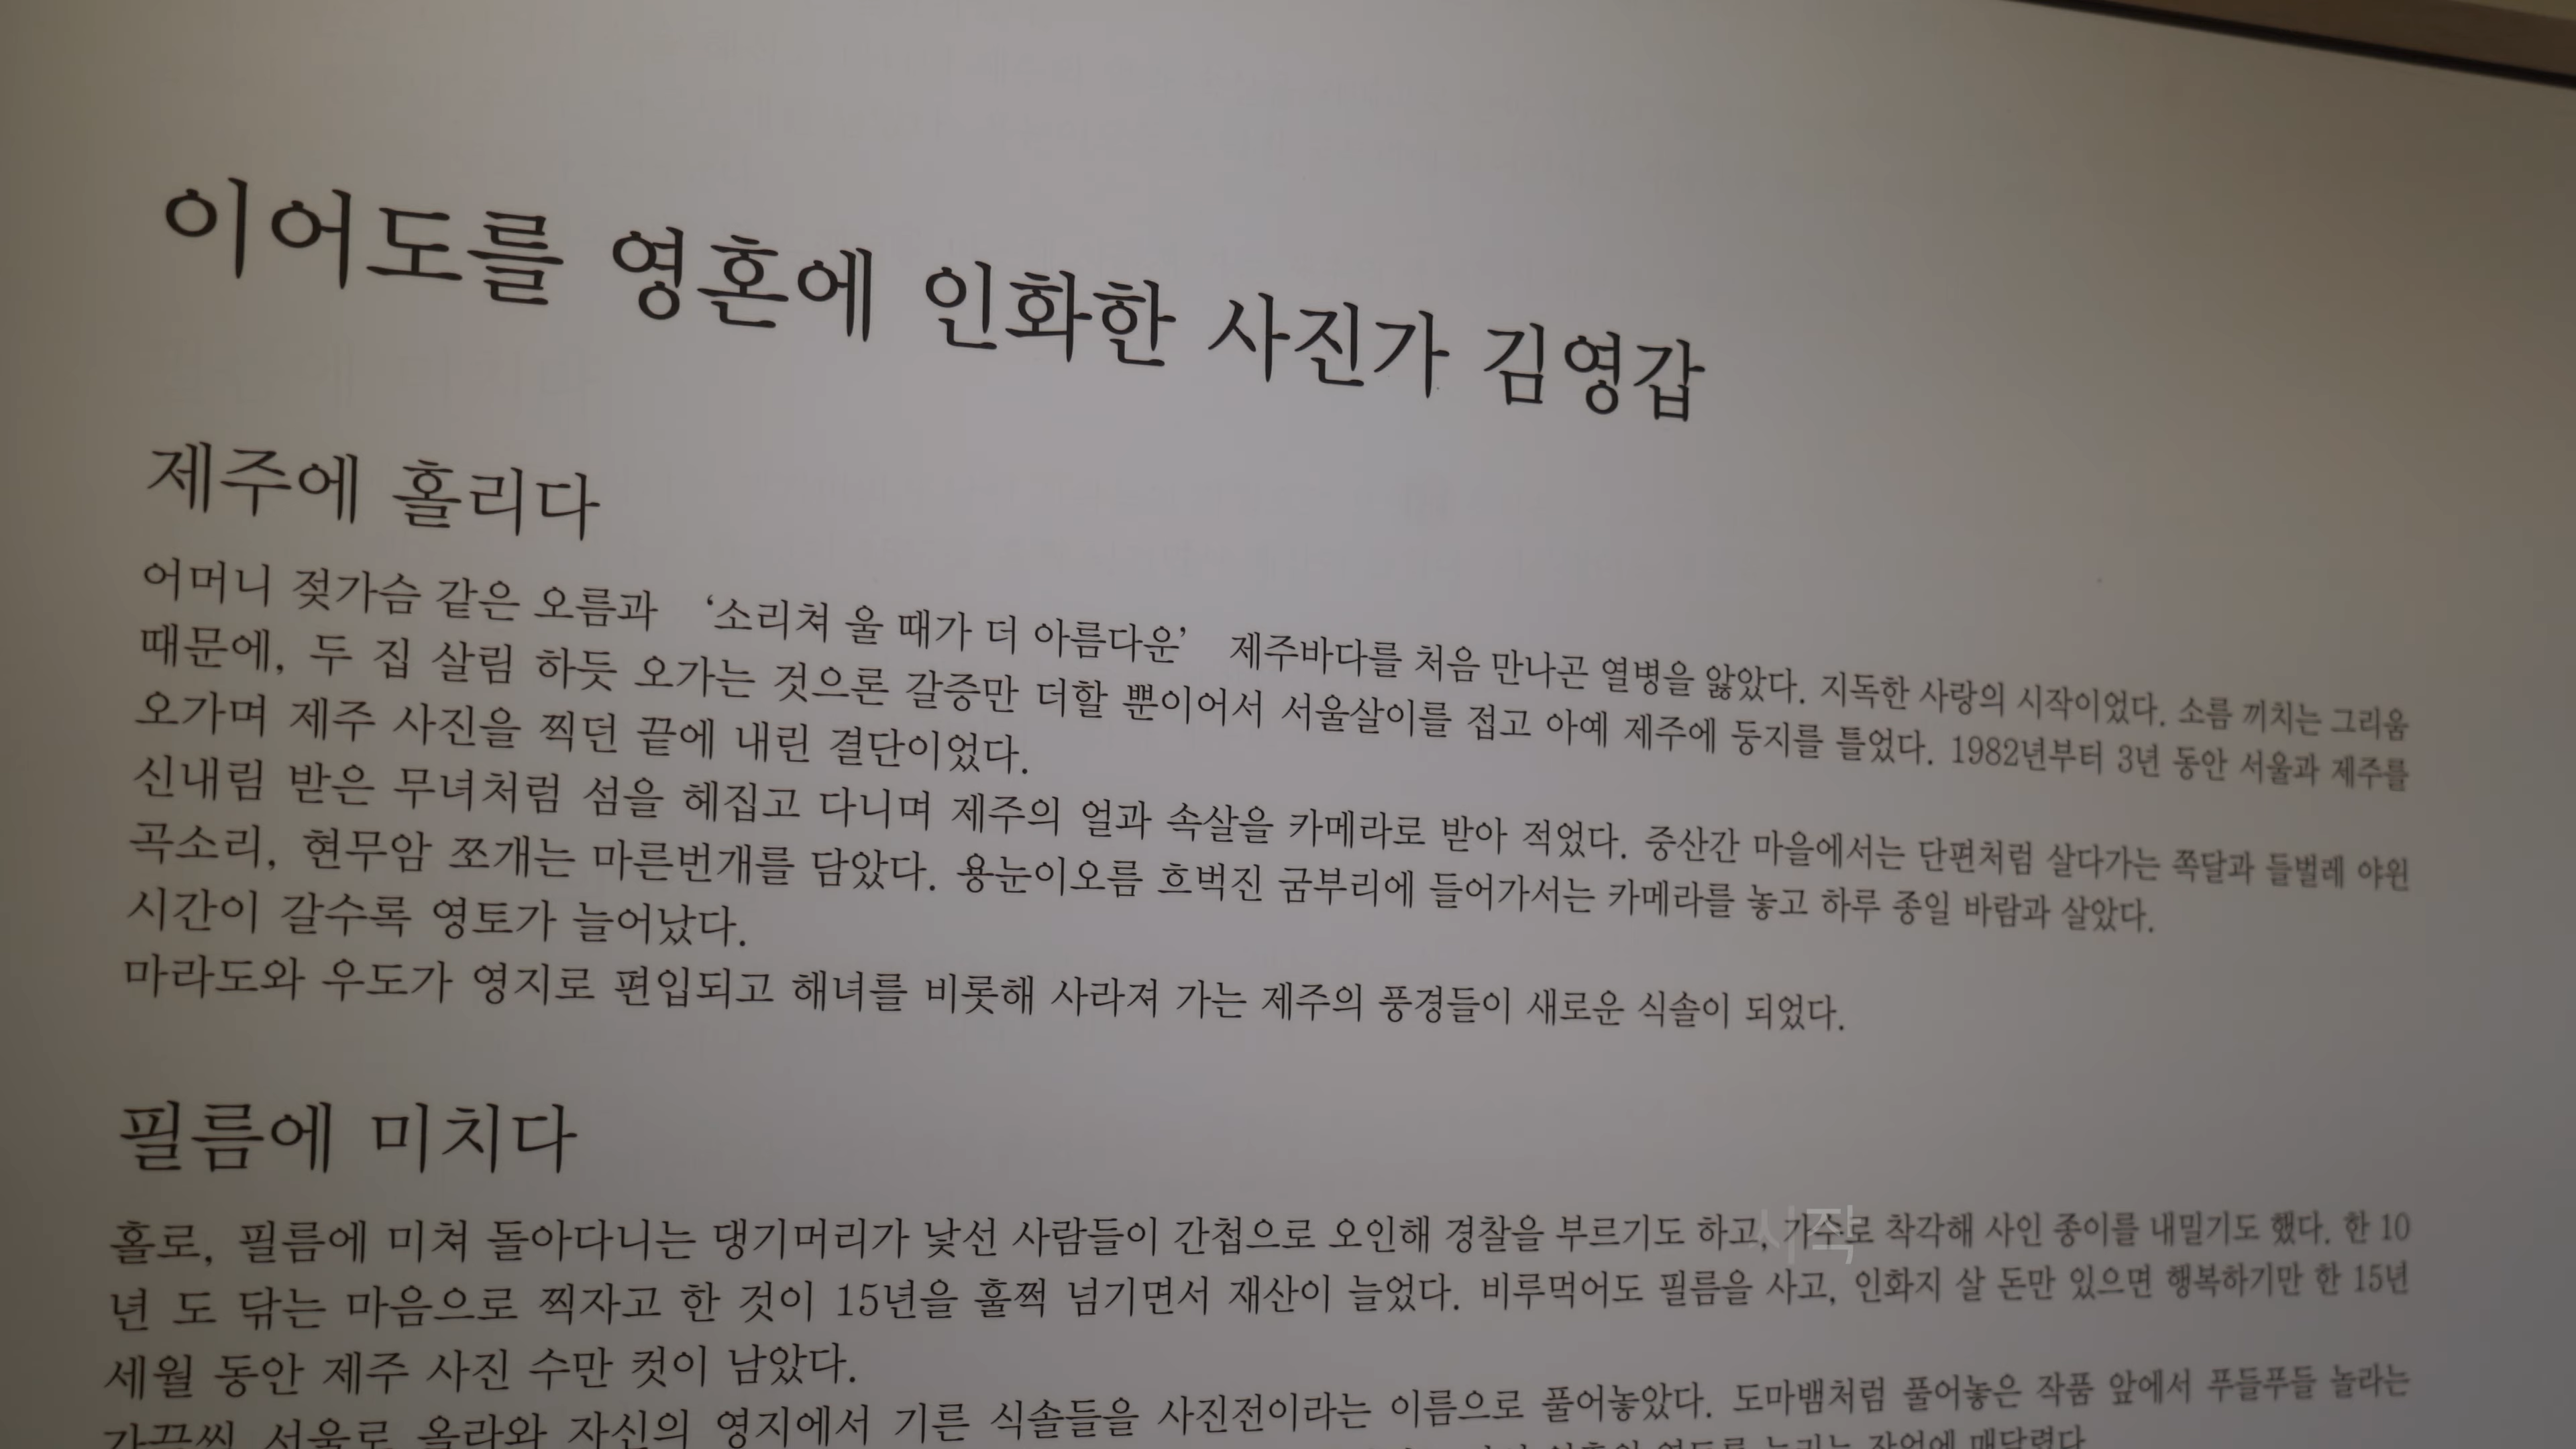 이어도를 영혼에 인화한 사진가 김영갑
제주에 홀리다
어머니 젖가슴 같은 오름과 ‘소리쳐 울 때가 더 아름다운’ 제주바다를 처음 만나곤 열병을 앓았다. 지독한 사랑의 시작이었다. 소름 끼치는 그리움
때문에, 두 집 살림 하듯 오가는 것으론 갈증만 더할 뿐이어서 서울살이를 접고 아예 제주에 둥지를 틀었다. 1982년부터 3년 동안 서울과 제주를
오가며 제주 사진을 찍던 끝에 내린 결단이었다.
신내림 받은 무녀처럼 섬을 헤집고 다니며 제주의 얼과 속살을 카메라로 받아 적었다. 중산간 마을에서는 단편처럼 살다가는 쪽달과 들벌레 야윈
곡소리, 현무암 쪼개는 마른번개를 담았다. 용눈이오름 흐벅진 굼부리에 들어가서는 카메라를 놓고 하루 종일 바람과 살았다.
시간이 갈수록 영토가 늘어났다.
마라도와 우도가 영지로 편입되고 해녀를 비롯해 사라져 가는 제주의 풍경들이 새로운 식솔이 되었다.
필름에 미치다
홀로, 필름에 미쳐 돌아다니는 댕기머리가 낯선 사람들이 간첩으로 오인해 경찰을 부르기도 하고, 가수로 착각해 사인 종이를 내밀기도 했다. 한 10
시작
년 도 닦는 마음으로 찍자고 한 것이 15년을 훌쩍 넘기면서 재산이 늘었다. 비루먹어도 필름을 사고, 인화지 살 돈만 있으면 행복하기만 한 15년
세월 동안 제주 사진 수만 컷이 남았다.
가끔씩 서울로 올라와 자신의 영지에서 기른 식솔들을 사진전이라는 이름으로 풀어놓았다. 도마뱀처럼 풀어놓은 작품 앞에서 푸들푸들 놀라는
작업에 매달렸다.